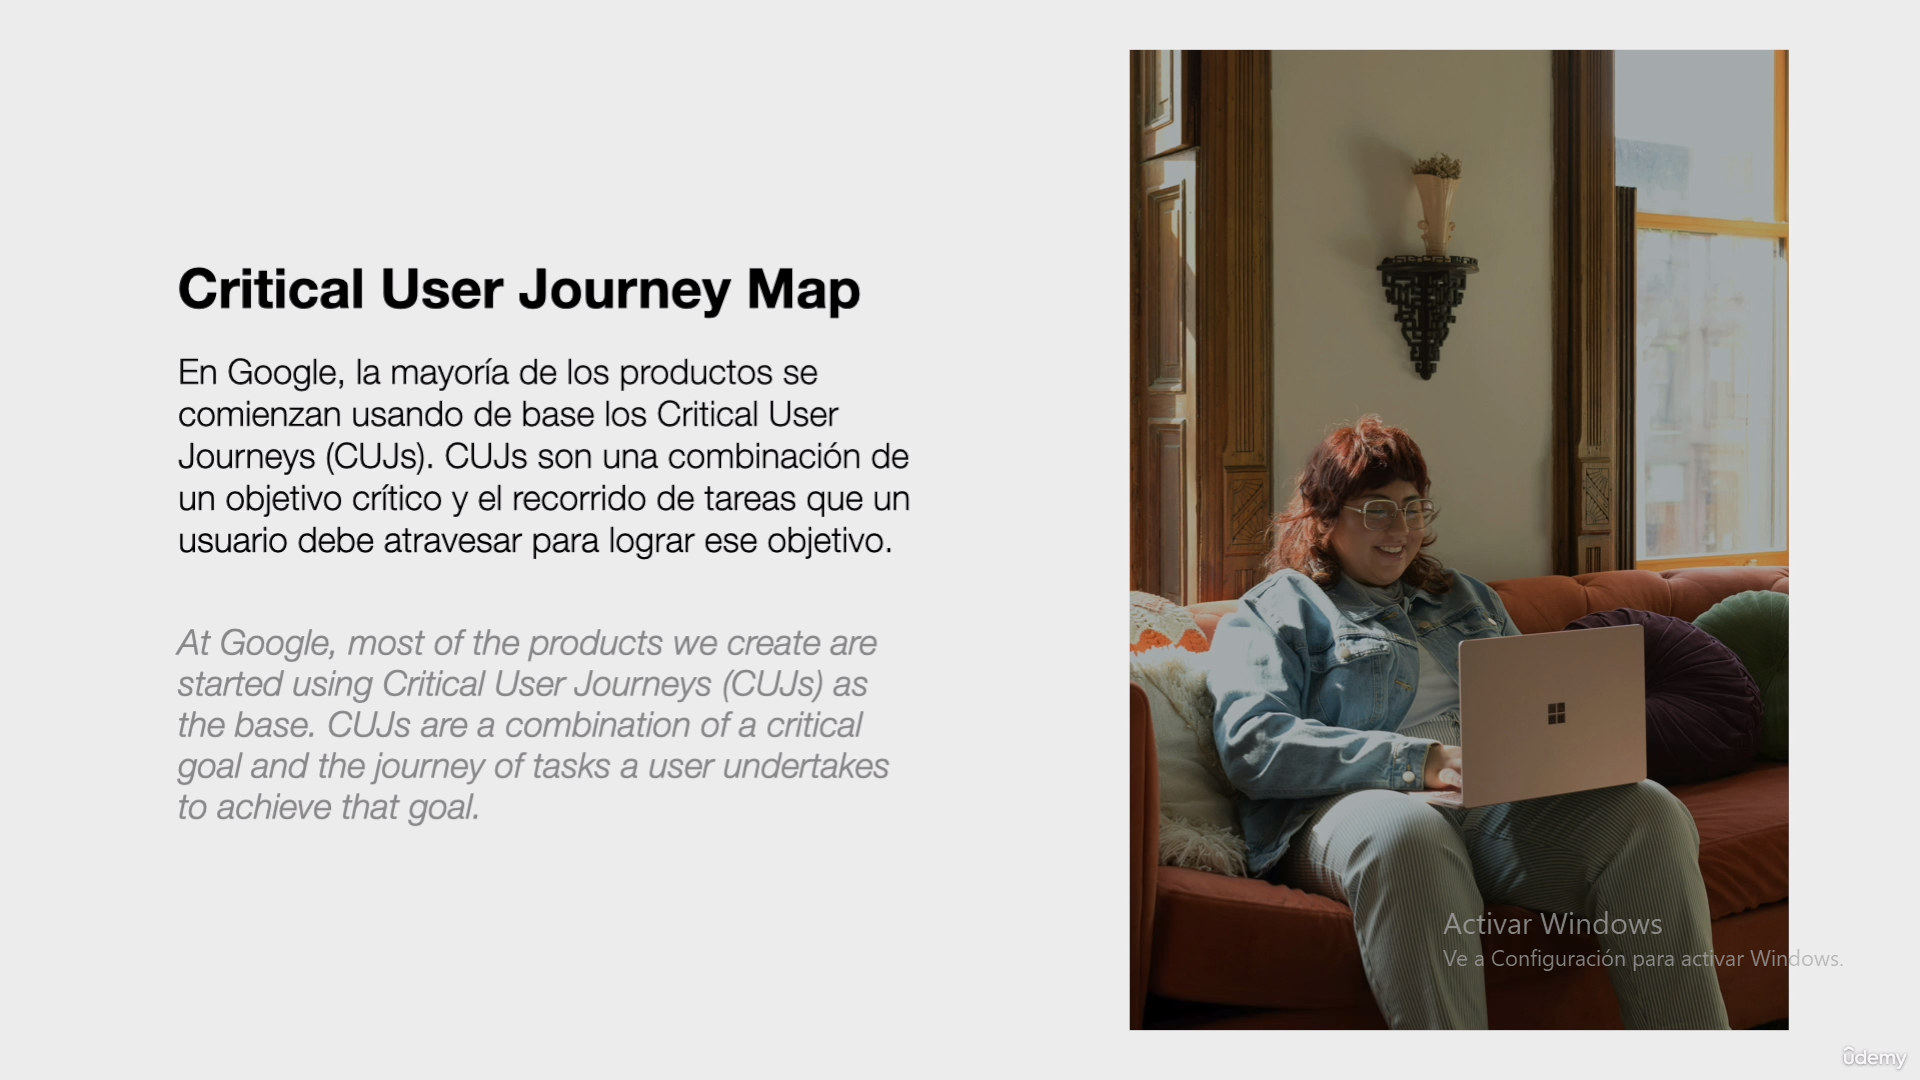 Critical User Journey Map
En Google, la mayoría de los productos se
comienzan usando de base los Critical User
Journeys (CUJs). CUJs son una combinación de
un objetivo crítico y el recorrido de tareas que un
usuario debe atravesar para lograr ese objetivo.
At Google, most of the products we create are
started using Critical User Journeys (CUJs) as
the base. CUJs are a combination of a critical
goal and the journey of tasks a user undertakes
to achieve that goal.
Activar Windows
Ve a Configuración para activar Windows.
ûdemy